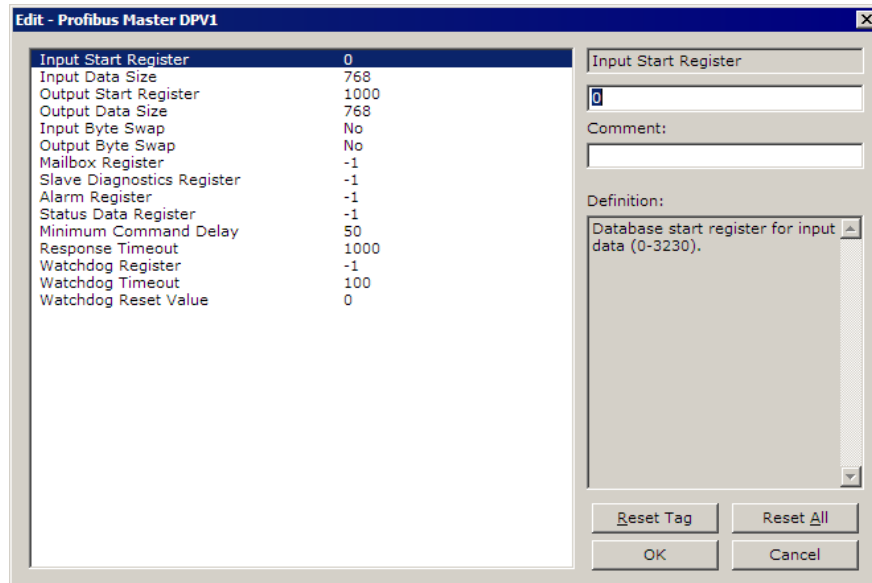 Edit - Profibus Master DPV1
Input Start Register 0
Input Data Size 768
Output Start Register 1000
Output Data Size 768
Input Byte Swap No
Output Byte Swap No
Mailbox Register -1
Slave Diagnostics Register -1
Alarm Register -1
Status Data Register -1
Minimum Command Delay 50
Response Timeout 1000
Watchdog Register -1
Watchdog Timeout 100
Watchdog Reset Value 0
Input Start Register
0
Comment:
Definition:
Database start register for input
data (0-3230).
Reset Tag
Reset All
OK
Cancel